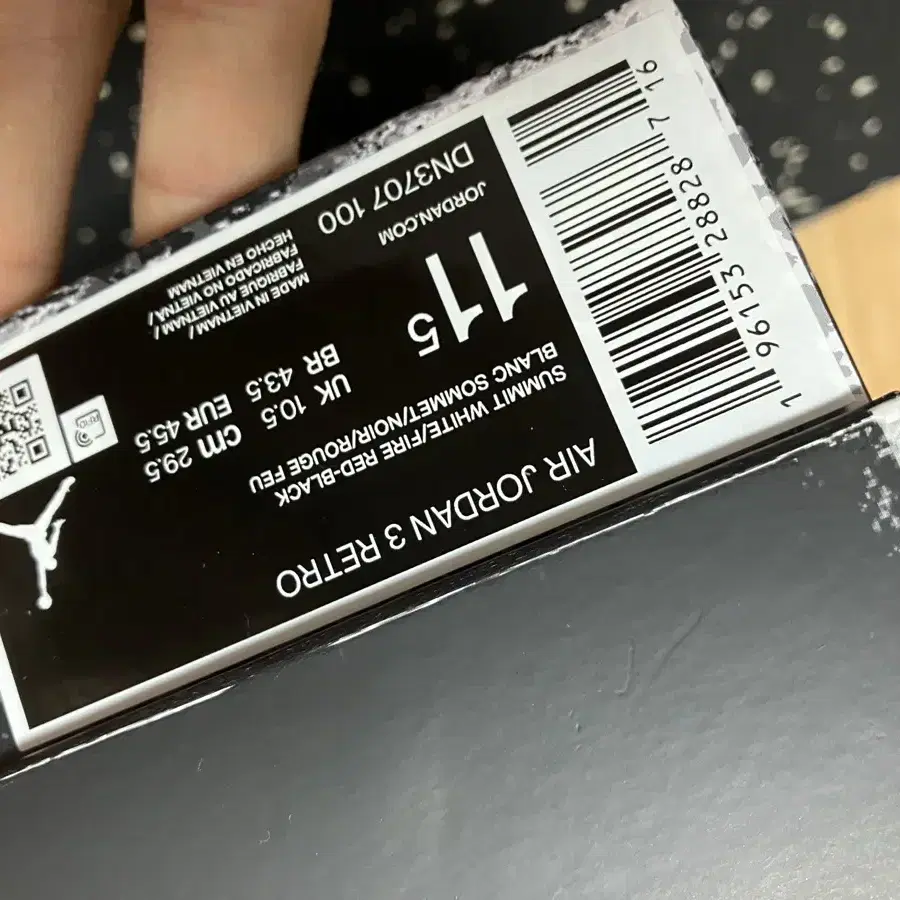 AIR JORDAN 3 RETRO
SUMMIT WHITE/FIRE RED-BLACK
BLANC SOMMET/NOIR/ROUGE FEU
11.5
UK 10.5
BR 43.5
CM 29.5
EUR 45.5
JORDAN.COM
DN3707 100
MADE IN VIETNAM /
FABRIQUE AU VIETNAM /
FABRICADO NO VIETNÃ /
HECHO EN VIETNAM
RFID
1 96153 28828 7 16